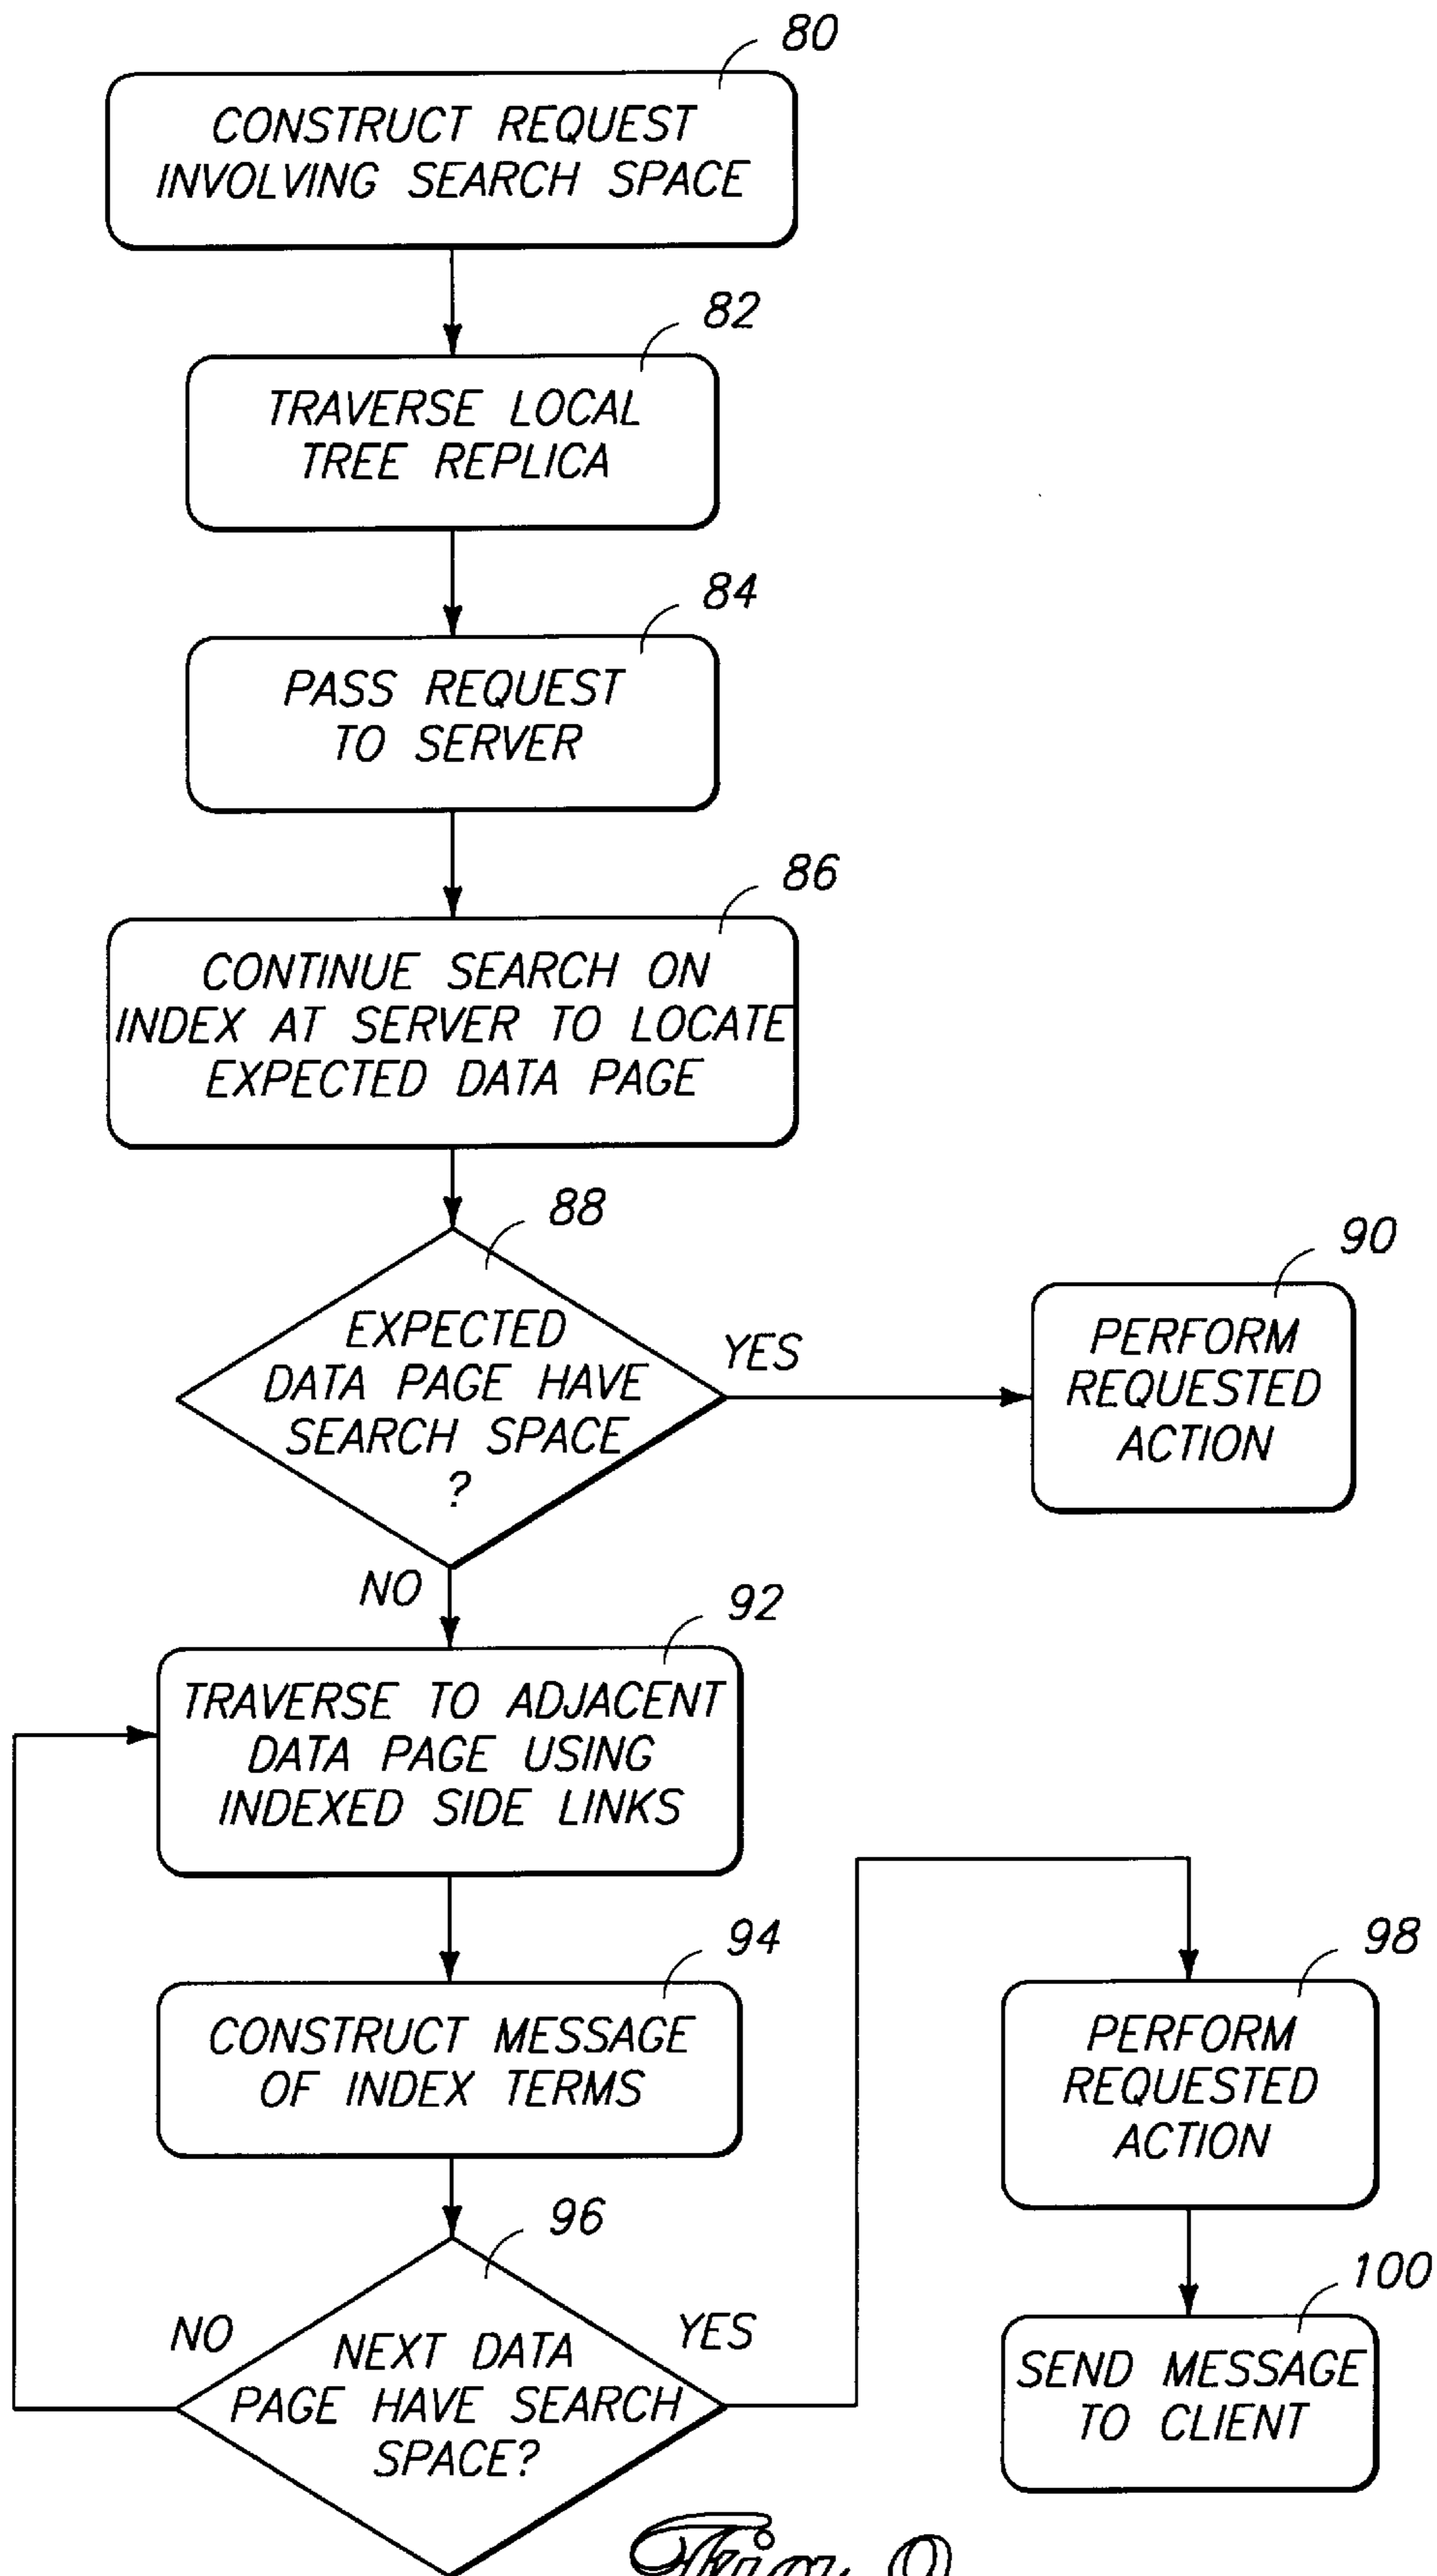 80
CONSTRUCT REQUEST
INVOLVING SEARCH SPACE
82
TRAVERSE LOCAL
TREE REPLICA
84
PASS REQUEST
TO SERVER
86
CONTINUE SEARCH ON
INDEX AT SERVER TO LOCATE
EXPECTED DATA PAGE
88
EXPECTED
DATA PAGE HAVE
SEARCH SPACE
?
YES
90
PERFORM
REQUESTED
ACTION
NO
92
TRAVERSE TO ADJACENT
DATA PAGE USING
INDEXED SIDE LINKS
94
CONSTRUCT MESSAGE
OF INDEX TERMS
96
NEXT DATA
PAGE HAVE SEARCH
SPACE?
NO
YES
98
PERFORM
REQUESTED
ACTION
100
SEND MESSAGE
TO CLIENT